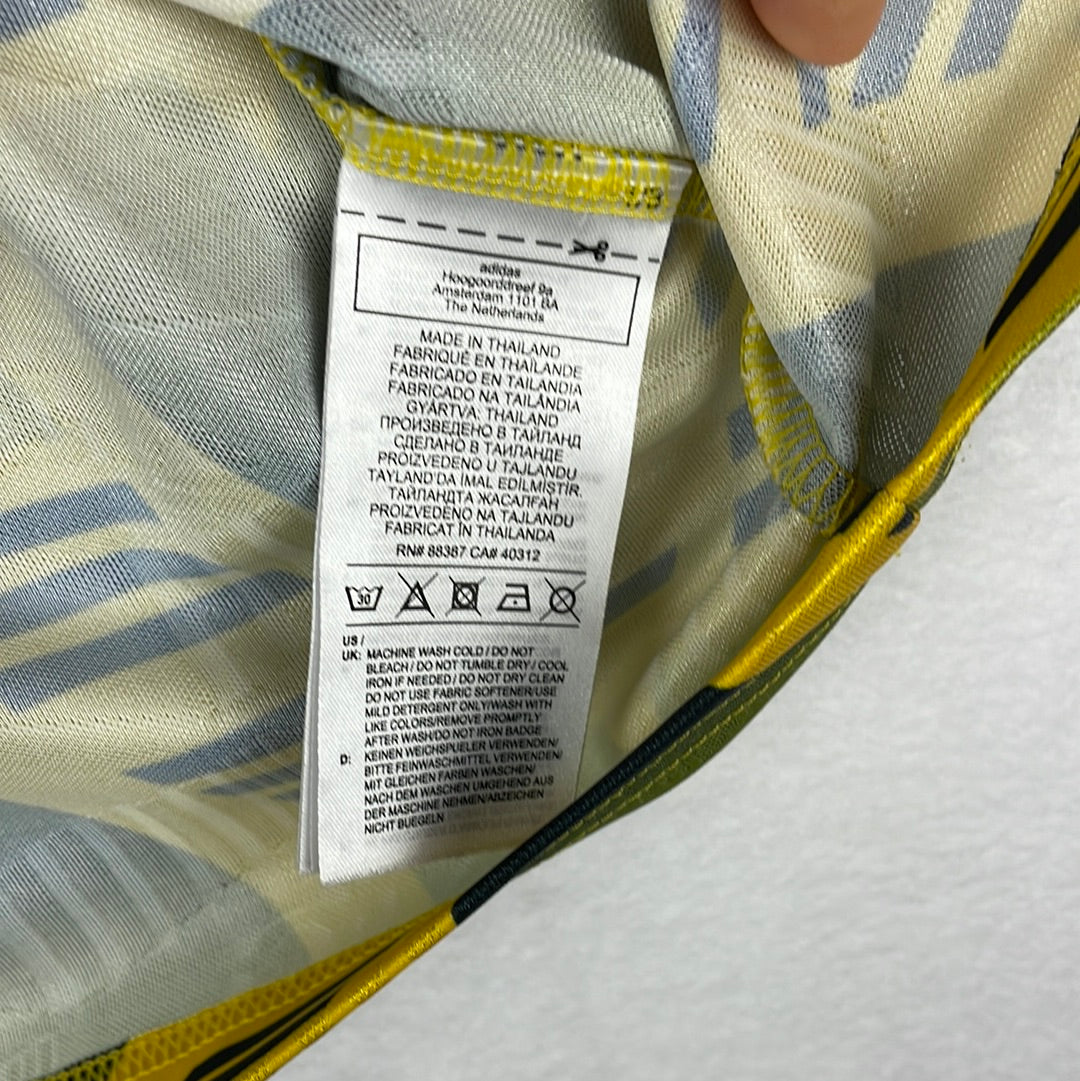 adidas
Hoogoorddreef 9a
Amsterdam 1101 BA
The Netherlands
MADE IN THAILAND
FABRIQUÉ EN THAÏLANDE
FABRICADO EN TAILANDIA
FABRICADO NA TAILÂNDIA
GYÁRTVA: THAILAND
ПРОИЗВЕДЕНО В ТАЙЛАНД
СДЕЛАНО В ТАИЛАНДЕ
PROIZVEDENO U TAJLANDU
TAYLAND'DA İMAL EDİLMİŞTİR.
ТАЙЛАНДТА ЖАСАЛҒАН
PROIZVEDENO NA TAJLANDU
FABRICAT ÎN THAILANDA
RN# 88387 CA# 40312
30
US /
UK: MACHINE WASH COLD / DO NOT
BLEACH / DO NOT TUMBLE DRY / COOL
IRON IF NEEDED / DO NOT DRY CLEAN
DO NOT USE FABRIC SOFTENER/USE
MILD DETERGENT ONLY/WASH WITH
LIKE COLORS/REMOVE PROMPTLY
AFTER WASH/DO NOT IRON BADGE
D: KEINEN WEICHSPUELER VERWENDEN/
BITTE FEINWASCHMITTEL VERWENDEN/
MIT GLEICHEN FARBEN WASCHEN/
NACH DEM WASCHEN UMGEHEND AUS
DER MASCHINE NEHMEN/ABZEICHEN
NICHT BUEGELN